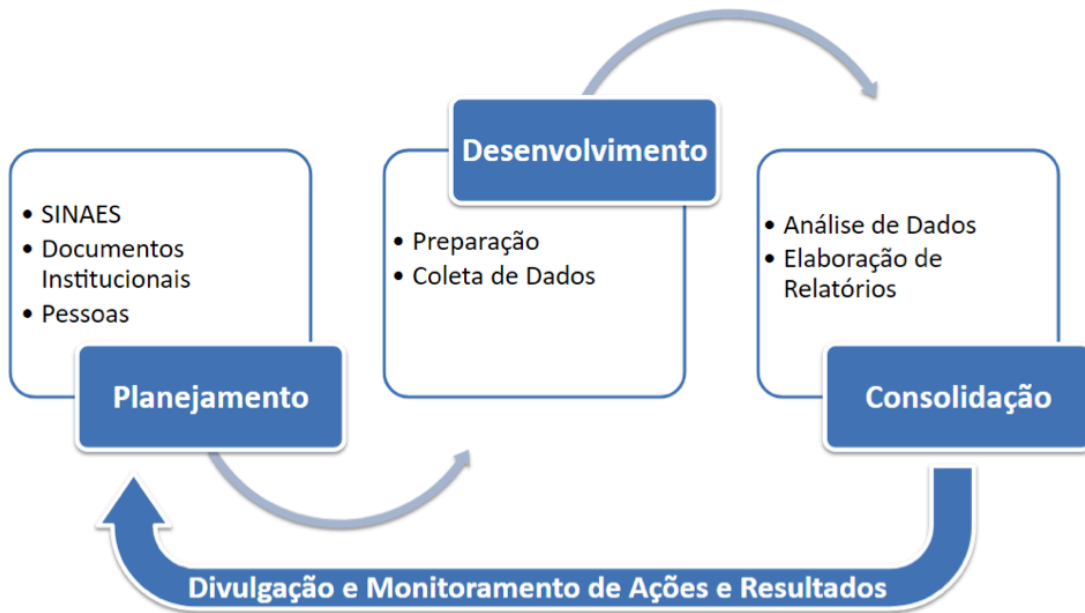 • SINAES
• Documentos
Institucionais
• Pessoas
Planejamento
Desenvolvimento
• Preparação
• Coleta de Dados
• Análise de Dados
• Elaboração de
Relatórios
Consolidação
Divulgação e Monitoramento de Ações e Resultados